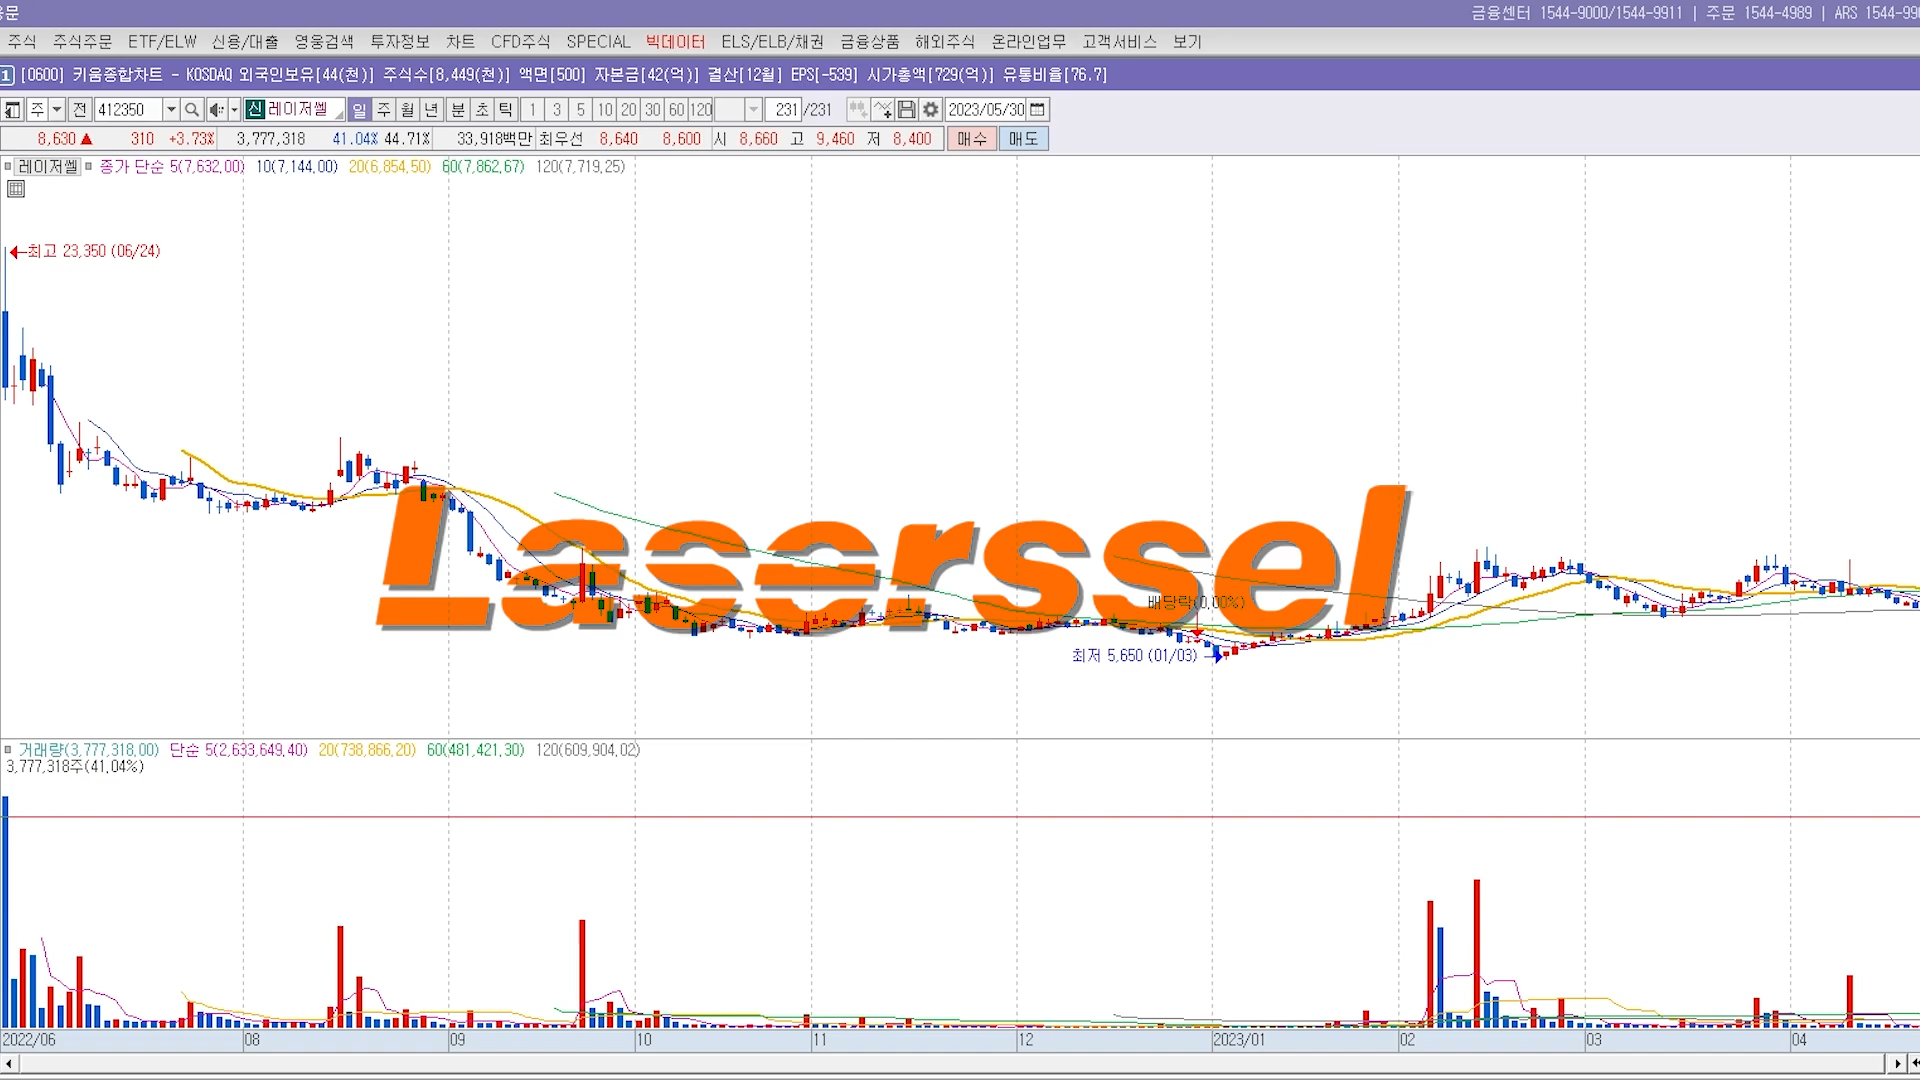 금융센터 1544-9000/1544-9911 | 주문 1544-4989 | ARS
주식 주식주문 ETF/ELW 신용/대출 영웅검색 투자정보 차트 CFD주식 SPECIAL 빅데이터 ELS/ELB/채권 금융상품 해외주식 온라인업무 고객서비스 보기
1 [0600] 키움종합차트 - KOSDAQ 외국인보유[44(천)] 주식수[8,449(천)] 액면[500] 자본금[42(억)] 결산[12월] EPS[-539] 시가총액[729(억)] 유통비율[76.7]
주 전 412350 신 레이저쎌 일 주 월 년 분 초 틱 1 3 5 10 20 30 60 120 231 /231 2023/05/30
8,630 ▲ 310 +3.73% 3,777,318 41.04% 44.71% 33,918백만 최우선 8,640 8,600 시 8,660 고 9,460 저 8,400 매수 매도
레이저쎌 종가 단순 5(7,632,00) 10(7,144,00) 20(6,854,50) 60(7,862,67) 120(7,719,25)
최고 23,350 (06/24)
Laserssel
배당락(0,00%)
최저 5,650 (01/03)
거래량(3,777,318,00) 단순 5(2,633,649,40) 20(738,866,20) 60(481,421,30) 120(609,904,02)
3,777,318주(41,04%)
2022/06 08 09 10 11 12 2023/01 02 03 04